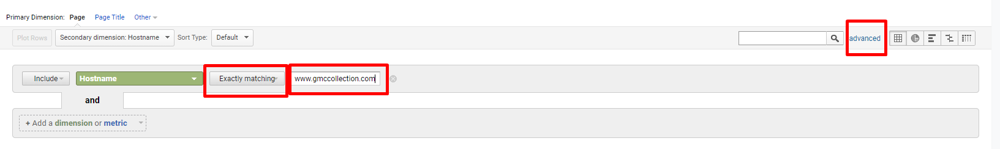 Primary Dimension: Page Page Title Other
Plot Rows Secondary dimension: Hostname Sort Type: Default advanced
Include Hostname Exactly matching www.gmccollection.com
and
+ Add a dimension or metric